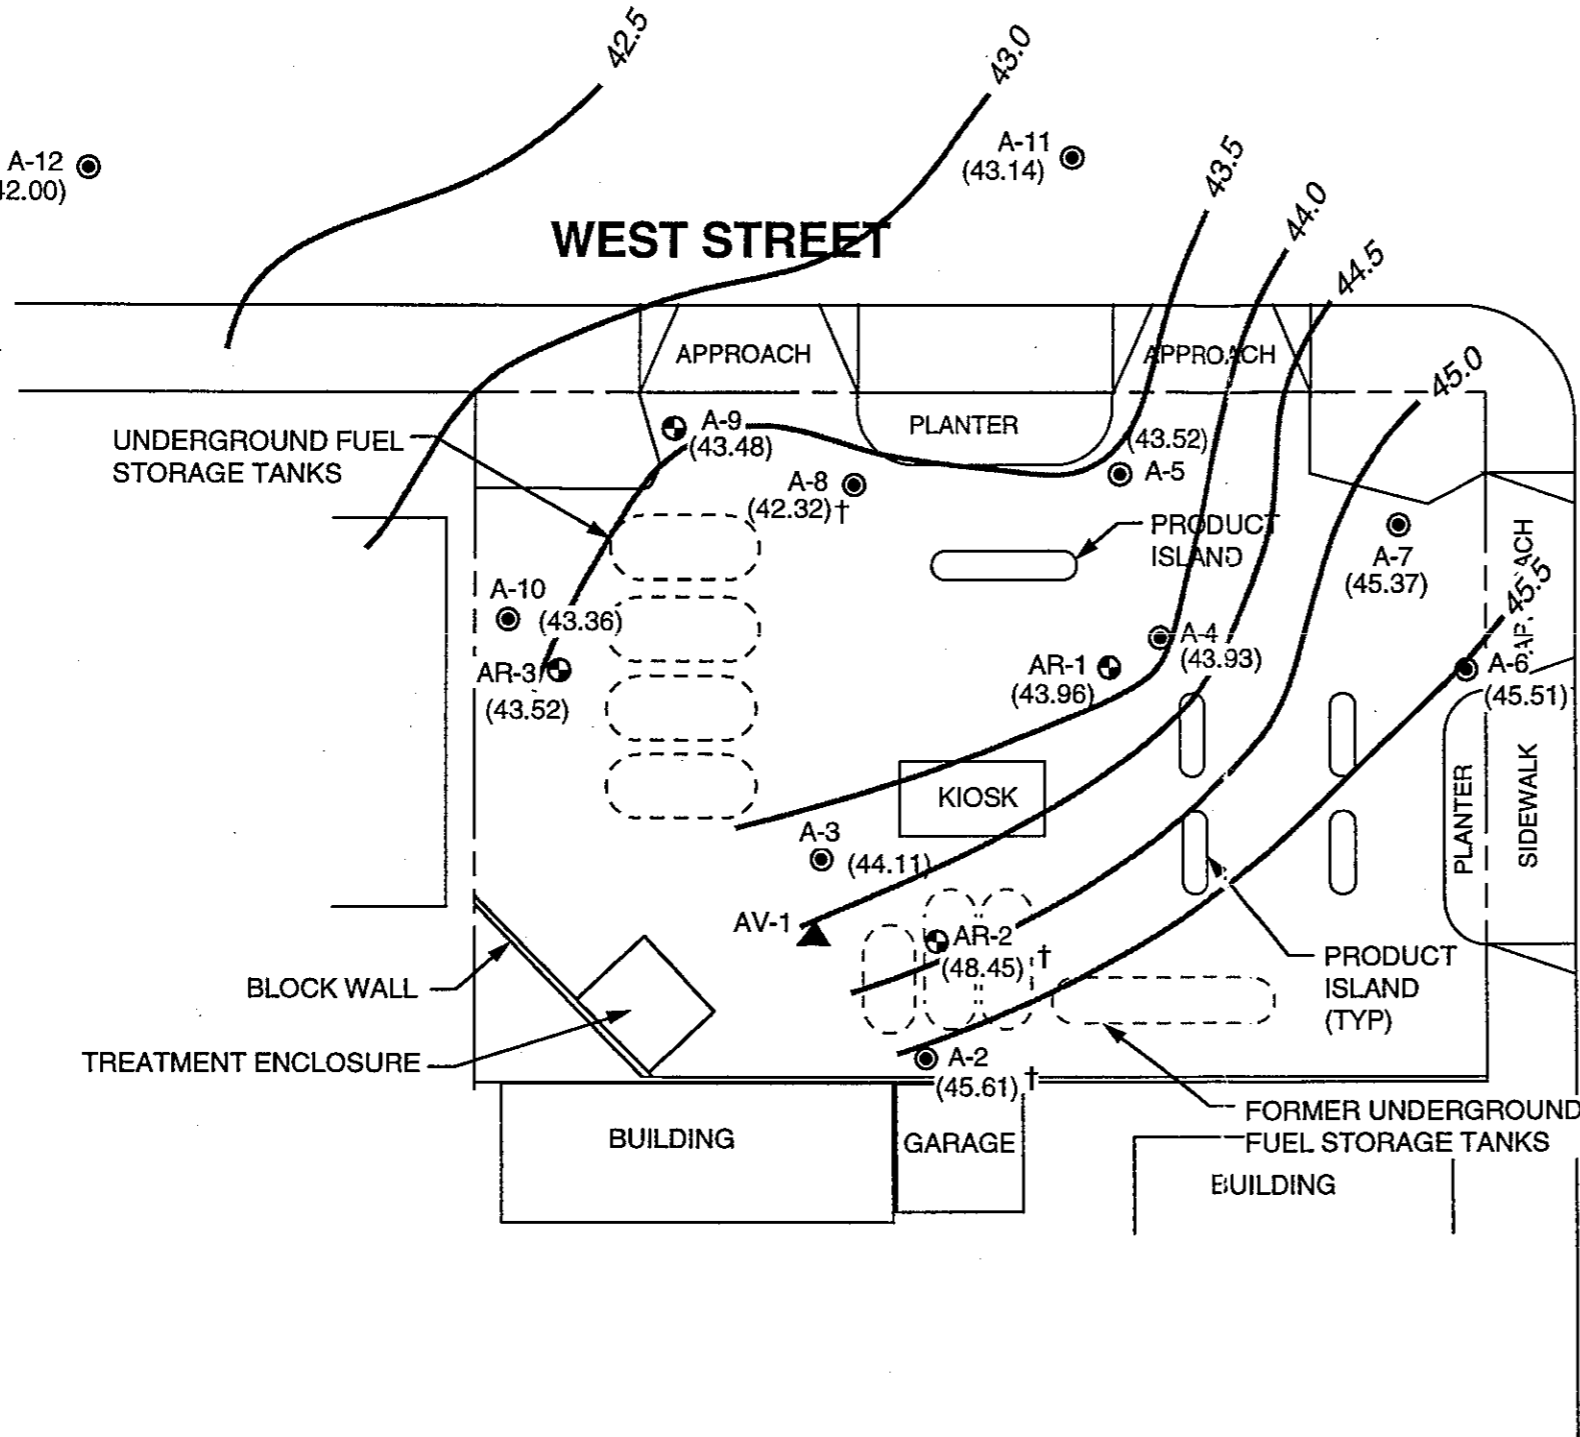 42.5
43.0
A-12
42.00)
A-11
(43.14)
43.5
44.0
44.5
WEST STREET
APPROACH
APPROACH
45.0
UNDERGROUND FUEL
STORAGE TANKS
A-9
(43.48)
PLANTER
(43.52)
A-5
A-8
(42.32)†
PRODUCT
ISLAND
A-7
(45.37)
45.5
A-10
(43.36)
AR-3
(43.52)
A-4
(43.93)
AR-1
(43.96)
A-6
(45.51)
KIOSK
A-3
(44.11)
PLANTER
SIDEWALK
AV-1
AR-2
(48.45) †
PRODUCT
ISLAND
(TYP)
BLOCK WALL
TREATMENT ENCLOSURE
A-2
(45.61) †
FORMER UNDERGROUND
FUEL STORAGE TANKS
BUILDING
GARAGE
BUILDING